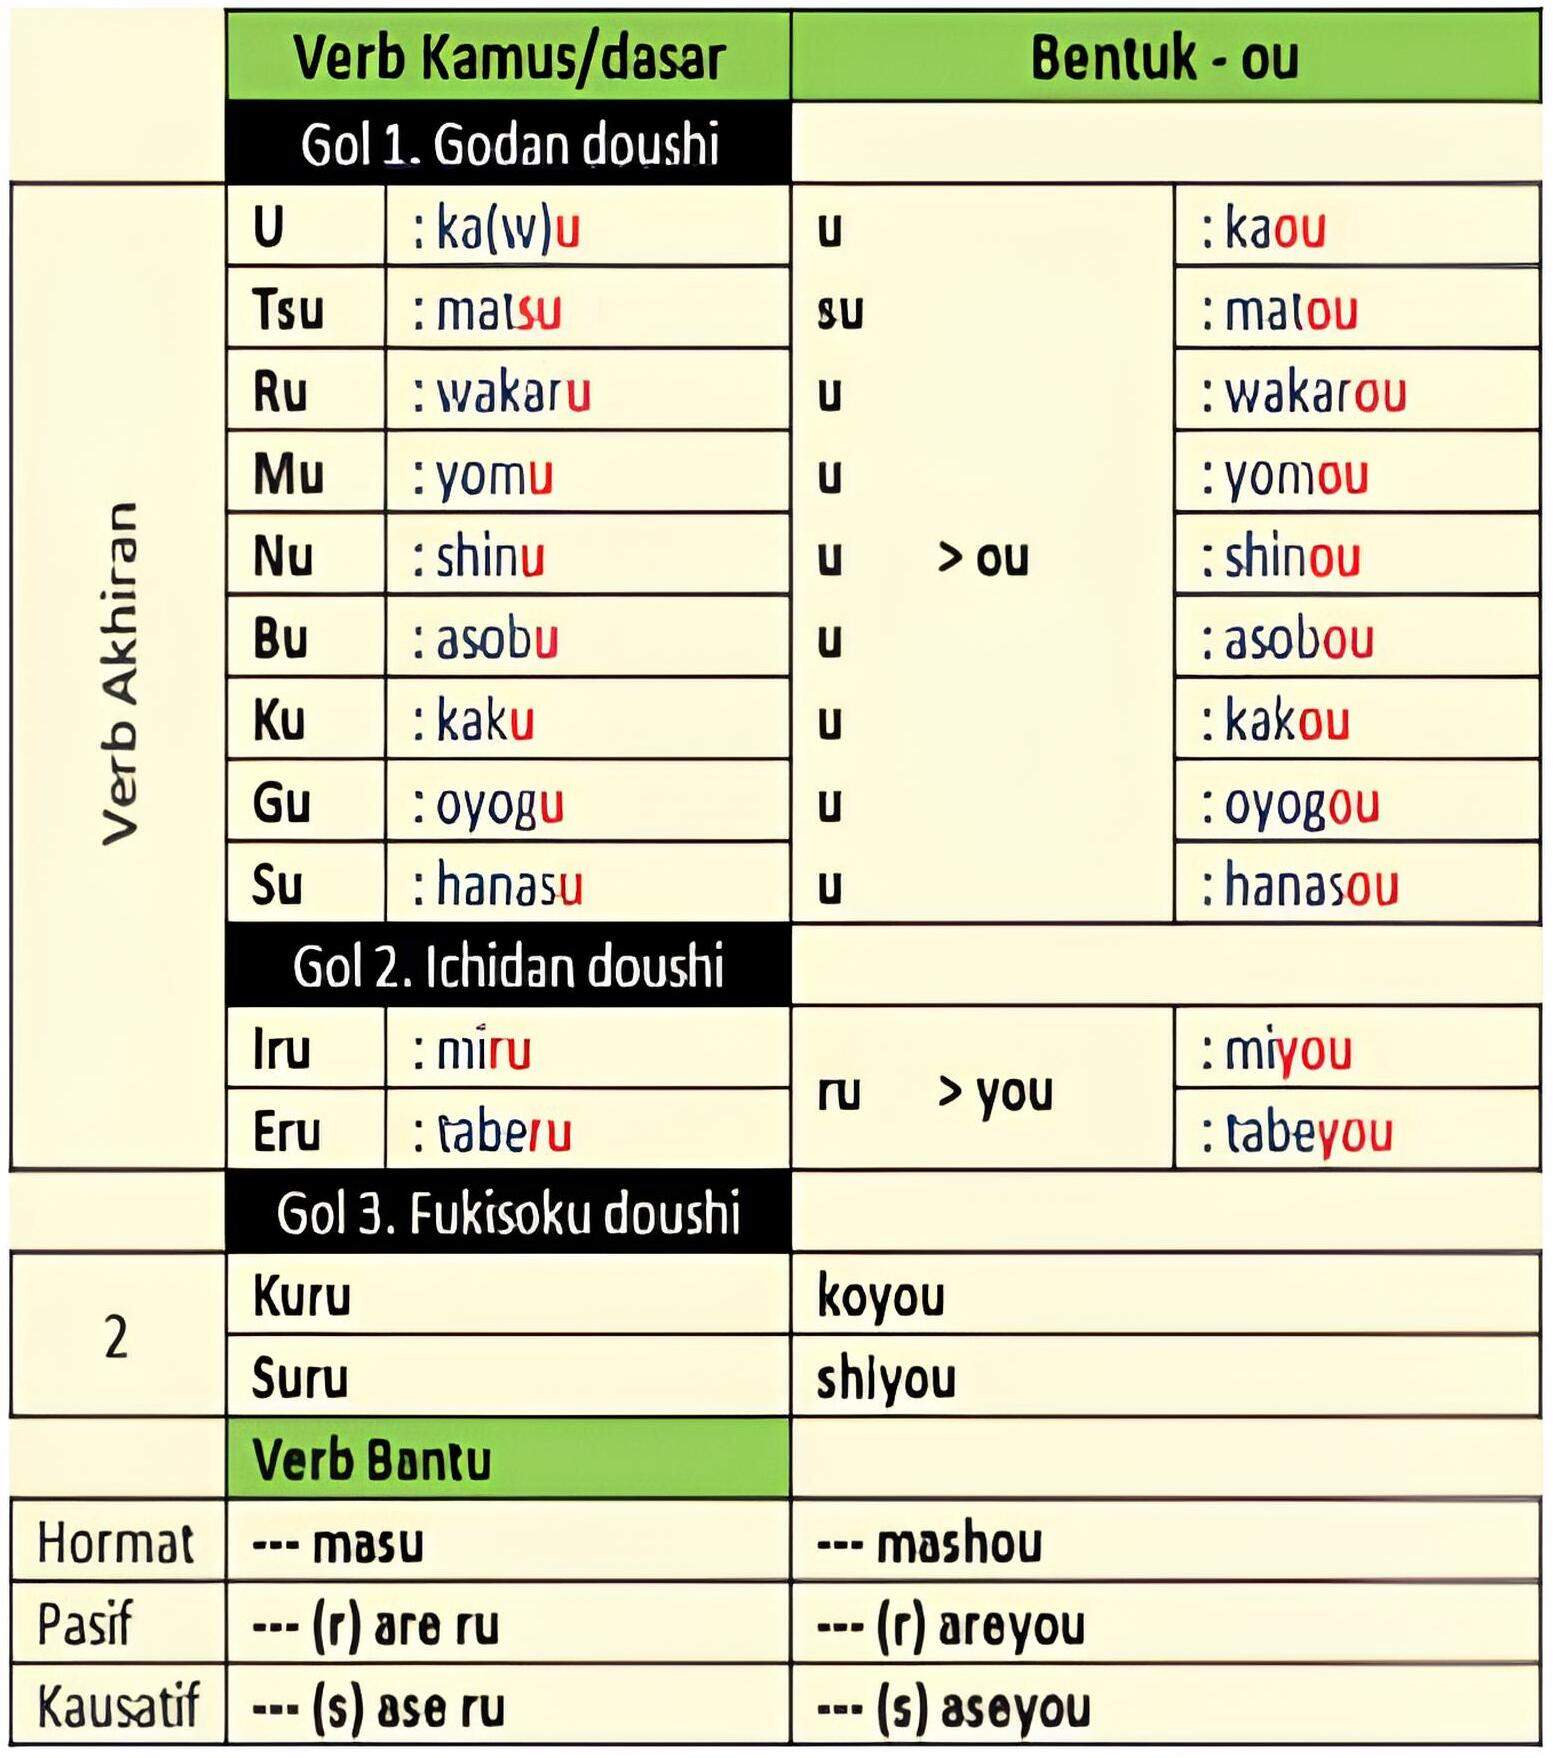 Verb Kamus/dasar Bentuk - ou
Gol 1. Godan doushi
Verb Akhiran
U : ka(w)u u : kaou
Tsu : matsu su : matou
Ru : wakaru u : wakarou
Mu : yomu u : yomou
Nu : shinu u > ou : shinou
Bu : asobu u : asobou
Ku : kaku u : kakou
Gu : oyogu u : oyogou
Su : hanasu u : hanasou
Gol 2. Ichidan doushi
Iru : miru : miyou
ru > you
Eru : taberu : tabeyou
Gol 3. Fukisoku doushi
2
Kuru koyou
Suru shiyou
Verb Bantu
Hormat --- masu --- mashou
Pasif --- (r) are ru --- (r) areyou
Kausatif --- (s) ase ru --- (s) aseyou